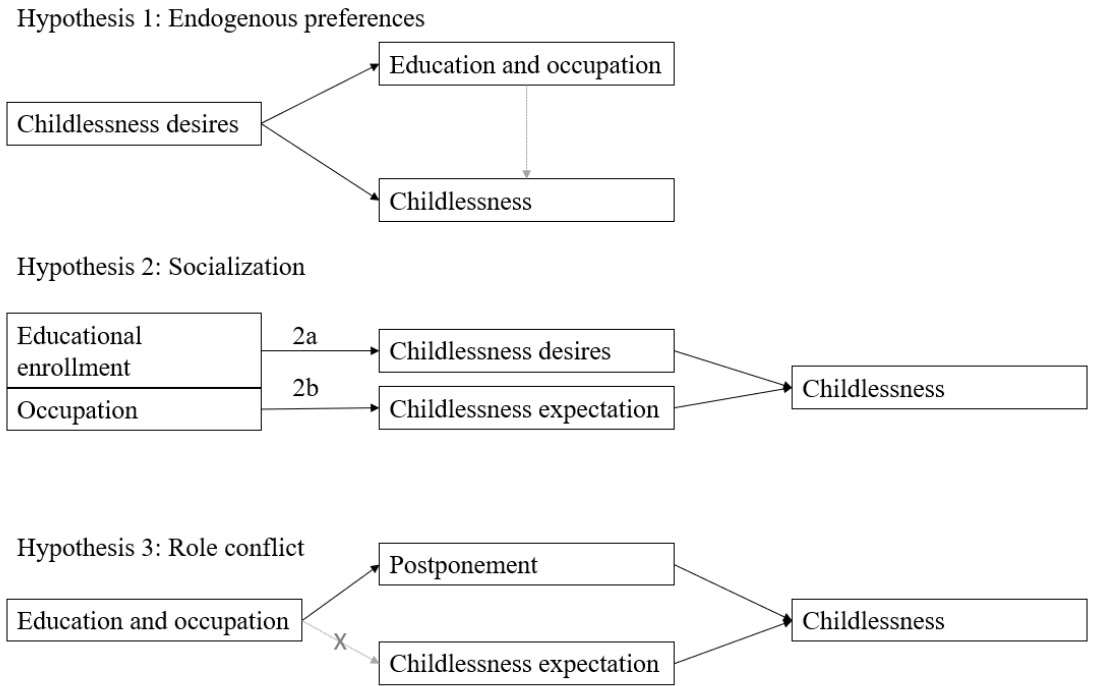 Hypothesis 1: Endogenous preferences
Education and occupation
Childlessness desires
Childlessness
Hypothesis 2: Socialization
Educational
enrollment
2a
Childlessness desires
Childlessness
2b
Occupation
Childlessness expectation
Hypothesis 3: Role conflict
Postponement
Education and occupation
Childlessness
X
Childlessness expectation